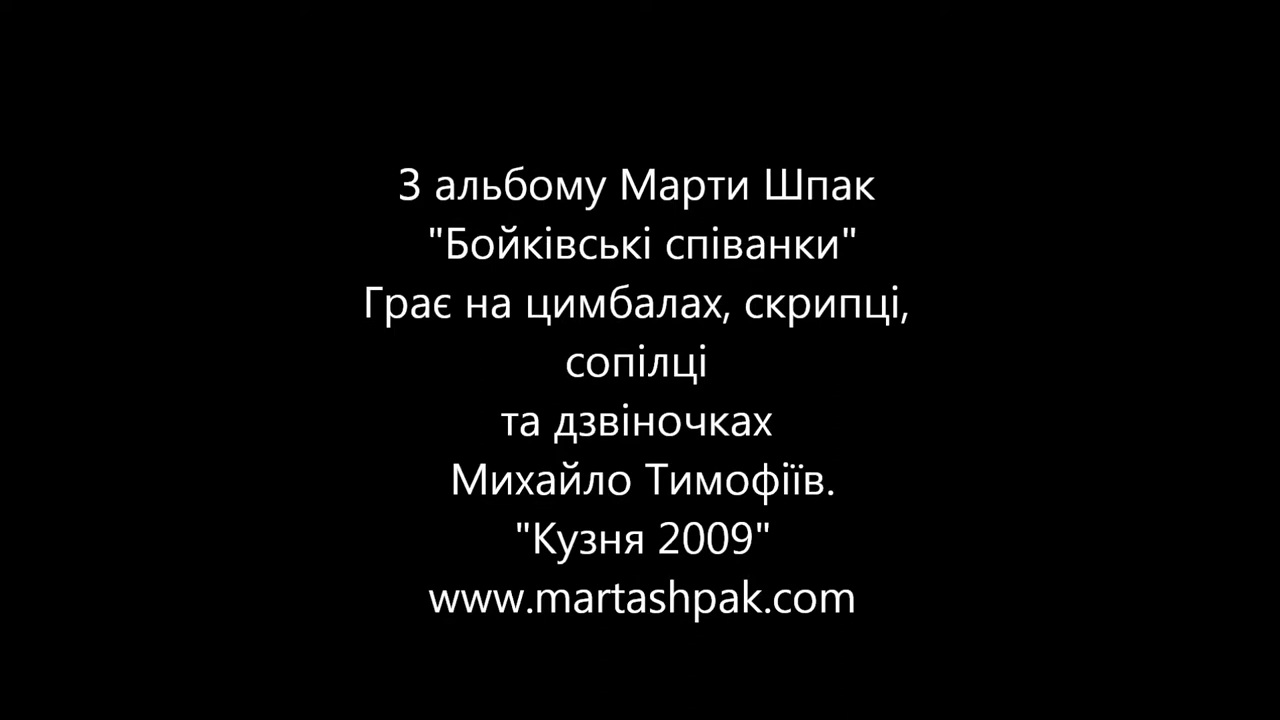 З альбому Марти Шпак
"Бойківські співанки"
Грає на цимбалах, скрипці,
сопілці
та дзвіночках
Михайло Тимофіїв.
"Кузня 2009"
www.martashpak.com